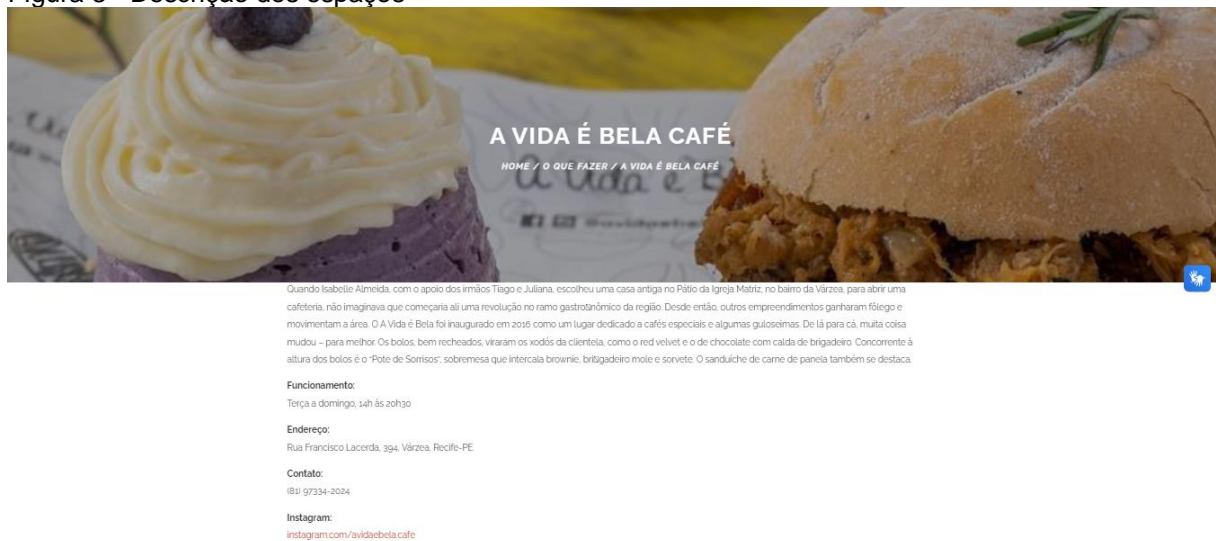 Figura 8 - Descrição dos espaços
A VIDA É BELA CAFÉ
HOME / O QUE FAZER / A VIDA É BELA CAFÉ
a Vida é B
Quando Isabelle Almeida, com o apoio dos irmãos Tiago e Juliana, escolheu uma casa antiga no Pátio da Igreja Matriz, no bairro da Várzea, para abrir uma
cafeteria, não imaginava que começaria ali uma revolução no ramo gastronômico da região. Desde então, outros empreendimentos ganharam fôlego e
movimentam a área. O A Vida é Bela foi inaugurado em 2016 como um lugar dedicado a cafés especiais e algumas guloseimas. De lá para cá, muita coisa
mudou – para melhor. Os bolos, bem recheados, viraram os xodós da clientela, como o red velvet e o de chocolate com calda de brigadeiro. Concorrente à
altura dos bolos é o “Pote de Sorrisos”, sobremesa que intercala brownie, brigadeiro mole e sorvete. O sanduíche de carne de panela também se destaca.
Funcionamento:
Terça a domingo, 14h às 20h30
Endereço:
Rua Francisco Lacerda, 394, Várzea, Recife-PE
Contato:
(81) 97334-2024
Instagram:
instagram.com/avidaebela.cafe